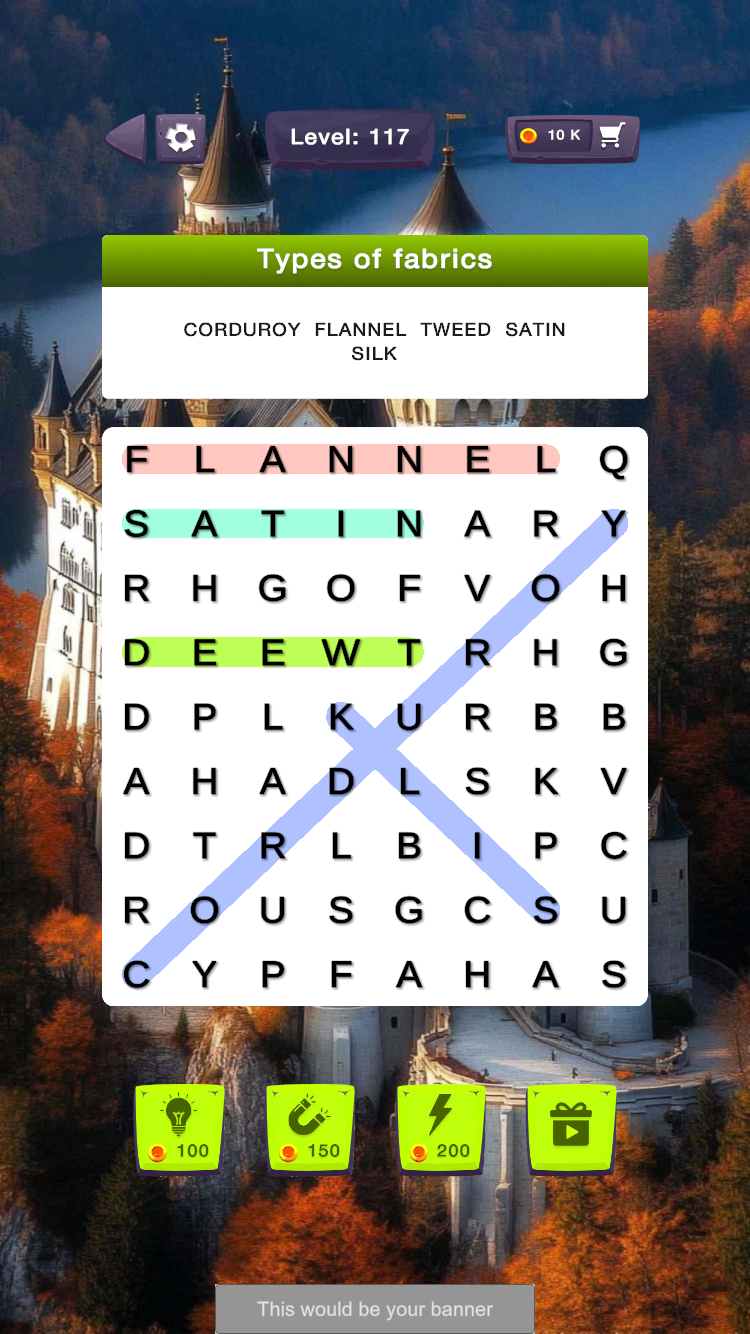 Level: 117
10 K
Types of fabrics
CORDUROY FLANNEL TWEED SATIN
SILK
F L A N N E L Q
S A T I N A R Y
R H G O F V O H
D E E W T R H G
D P L K U R B B
A H A D L S K V
D T R L B I P C
R O U S G C S U
C Y P F A H A S
100 150 200
This would be your banner